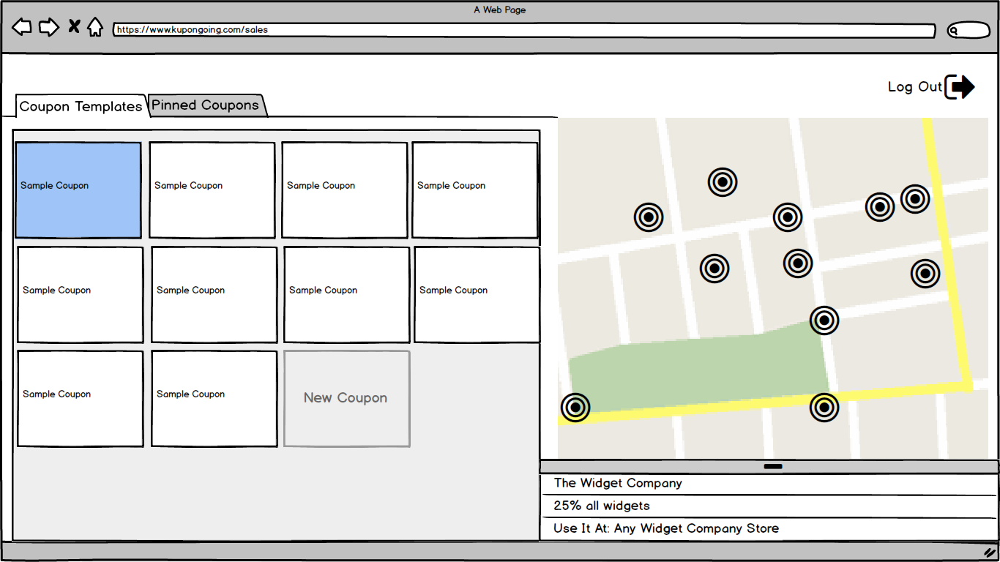 A Web Page
https://www.kupongoing.com/sales
Log Out
Coupon Templates
Pinned Coupons
Sample Coupon
Sample Coupon
Sample Coupon
Sample Coupon
Sample Coupon
Sample Coupon
Sample Coupon
Sample Coupon
Sample Coupon
Sample Coupon
New Coupon
The Widget Company
25% all widgets
Use It At: Any Widget Company Store